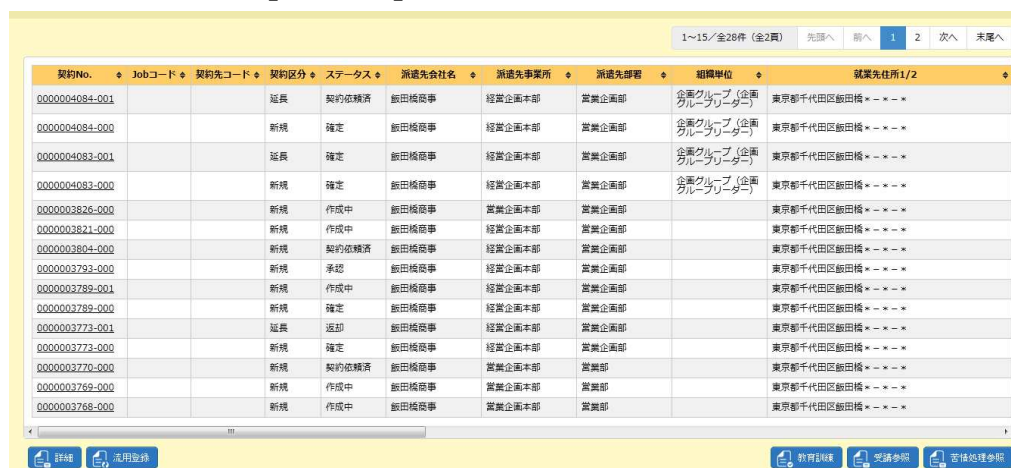 1～15／全28件（全2頁） 先頭へ 前へ 1 2 次へ 末尾へ
契約No. Jobコード 契約先コード 契約区分 ステータス 派遣先会社名 派遣先事業所 派遣先部署 組織単位 就業先住所1/2
0000004084-001 延長 契約依頼済 飯田橋商事 経営企画本部 営業企画部 企画グループ（企画グループリーダー） 東京都千代田区飯田橋＊－＊－＊
0000004084-000 新規 確定 飯田橋商事 経営企画本部 営業企画部 企画グループ（企画グループリーダー） 東京都千代田区飯田橋＊－＊－＊
0000004083-001 延長 確定 飯田橋商事 経営企画本部 営業企画部 企画グループ（企画グループリーダー） 東京都千代田区飯田橋＊－＊－＊
0000004083-000 新規 確定 飯田橋商事 経営企画本部 営業企画部 企画グループ（企画グループリーダー） 東京都千代田区飯田橋＊－＊－＊
0000003826-000 新規 作成中 飯田橋商事 営業企画本部 営業企画部 東京都千代田区飯田橋＊－＊－＊
0000003821-000 新規 作成中 飯田橋商事 経営企画本部 営業企画部 東京都千代田区飯田橋＊－＊－＊
0000003804-000 新規 契約依頼済 飯田橋商事 経営企画本部 営業企画部 東京都千代田区飯田橋＊－＊－＊
0000003793-000 新規 承認 飯田橋商事 経営企画本部 営業企画部 東京都千代田区飯田橋＊－＊－＊
0000003789-001 新規 作成中 飯田橋商事 経営企画本部 営業企画部 東京都千代田区飯田橋＊－＊－＊
0000003789-000 新規 確定 飯田橋商事 経営企画本部 営業企画部 東京都千代田区飯田橋＊－＊－＊
0000003773-001 延長 返却 飯田橋商事 経営企画本部 営業企画部 東京都千代田区飯田橋＊－＊－＊
0000003773-000 新規 確定 飯田橋商事 経営企画本部 営業企画部 東京都千代田区飯田橋＊－＊－＊
0000003770-000 新規 契約依頼済 飯田橋商事 営業企画本部 営業部 東京都千代田区飯田橋＊－＊－＊
0000003769-000 新規 作成中 飯田橋商事 営業企画本部 営業部 東京都千代田区飯田橋＊－＊－＊
0000003768-000 新規 作成中 飯田橋商事 営業企画本部 営業部 東京都千代田区飯田橋＊－＊－＊
詳細 流用登録 教育訓練 受講参照 苦情処理参照